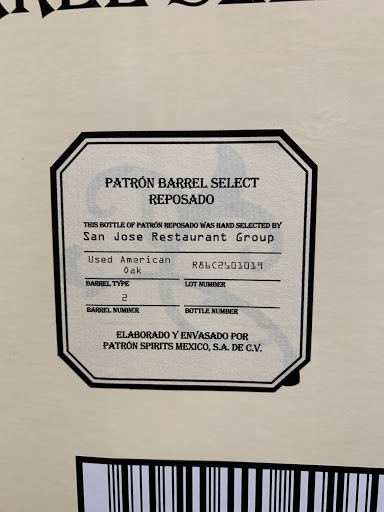 PATRÓN BARREL SELECT
REPOSADO
THIS BOTTLE OF PATRÓN REPOSADO WAS HAND SELECTED BY
San Jose Restaurant Group
Used American
Oak
R86C2601019
BARREL TYPE
LOT NUMBER
2
BARREL NUMBER
BOTTLE NUMBER
ELABORADO Y ENVASADO POR
PATRÓN SPIRITS MEXICO, S.A. DE C.V.